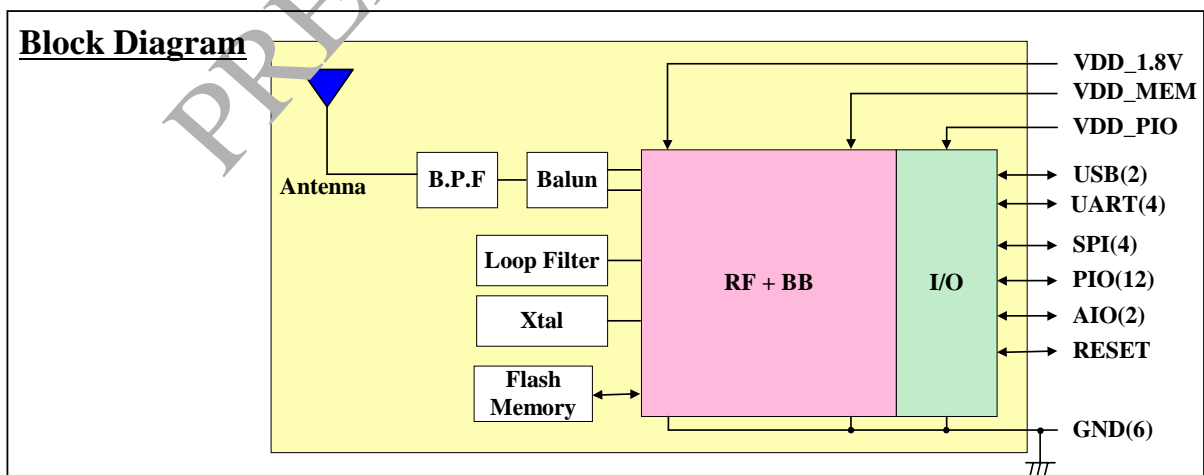 Block Diagram
PRE
VDD_1.8V
VDD_MEM
VDD_PIO
Antenna
B.P.F
Balun
USB(2)
UART(4)
Loop Filter
SPI(4)
RF + BB
I/O
PIO(12)
Xtal
AIO(2)
RESET
Flash
Memory
GND(6)